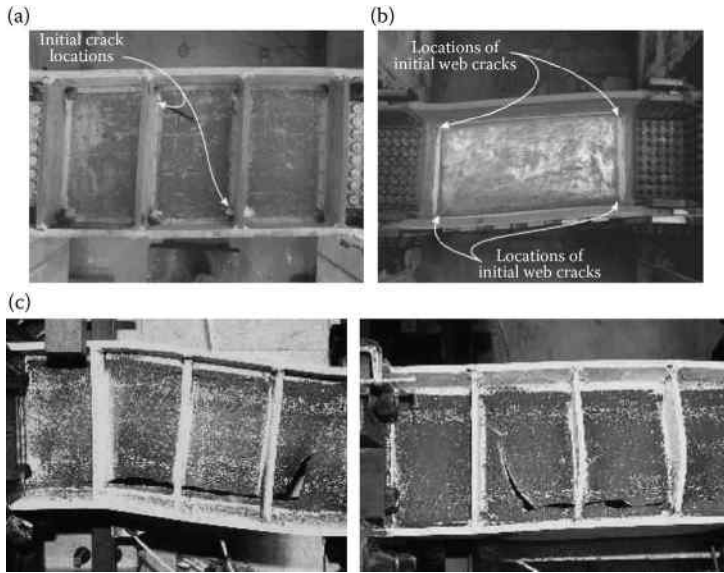 (a)
Initial crack
locations
(b)
Locations of
initial web cracks
Locations of
initial web cracks
(c)